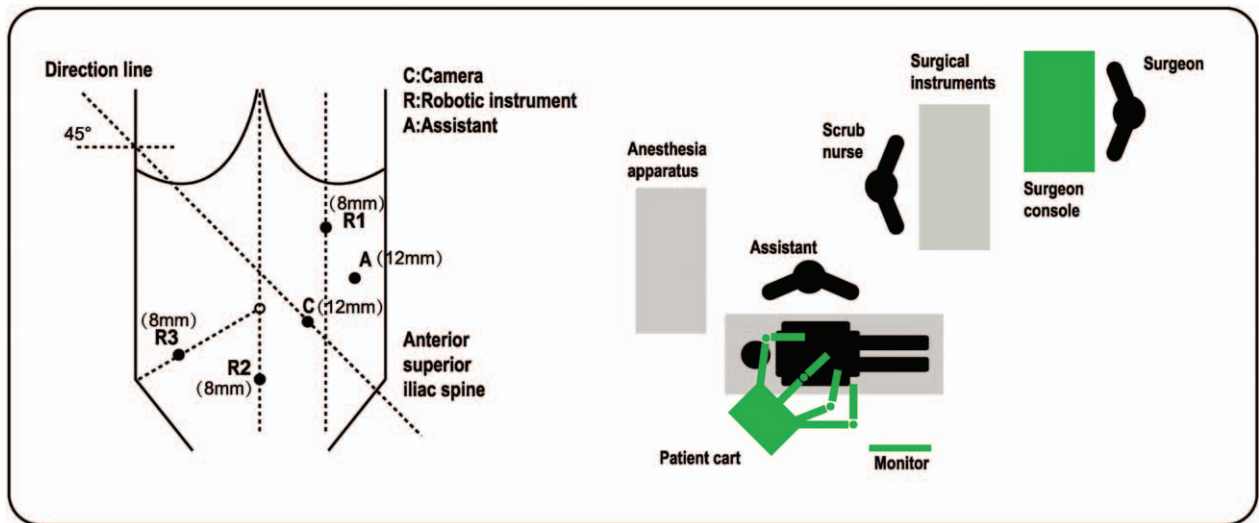 Direction line
45°
C:Camera
R:Robotic instrument
A:Assistant
(8mm)
R1
A (12mm)
C (12mm)
(8mm)
R3
R2
(8mm)
Anterior
superior
iliac spine
Anesthesia
apparatus
Assistant
Scrub
nurse
Surgical
instruments
Surgeon
Surgeon
console
Patient cart
Monitor